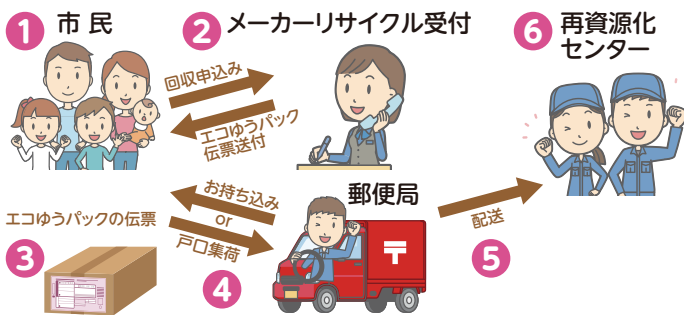 1 市民
2 メーカーリサイクル受付
6 再資源化
センター
回収申込み
エコゆうパック
伝票送付
エコゆうパックの伝票
3
お持ち込み
or
戸口集荷
4
郵便局
〒
配送
5